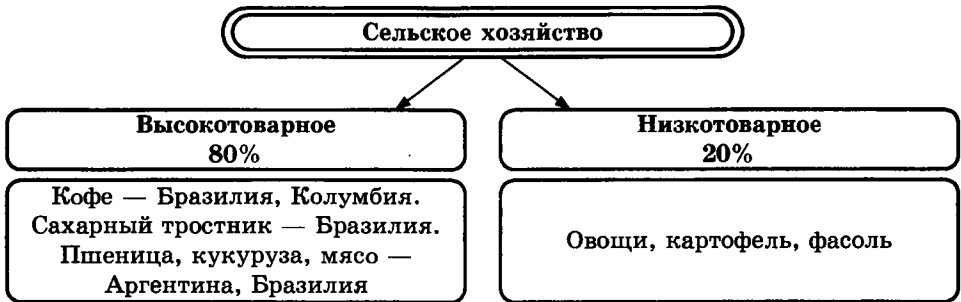 Сельское хозяйство
Высокотоварное
80%
Низкотоварное
20%
Кофе — Бразилия, Колумбия.
Сахарный тростник — Бразилия.
Пшеница, кукуруза, мясо —
Аргентина, Бразилия
Овощи, картофель, фасоль